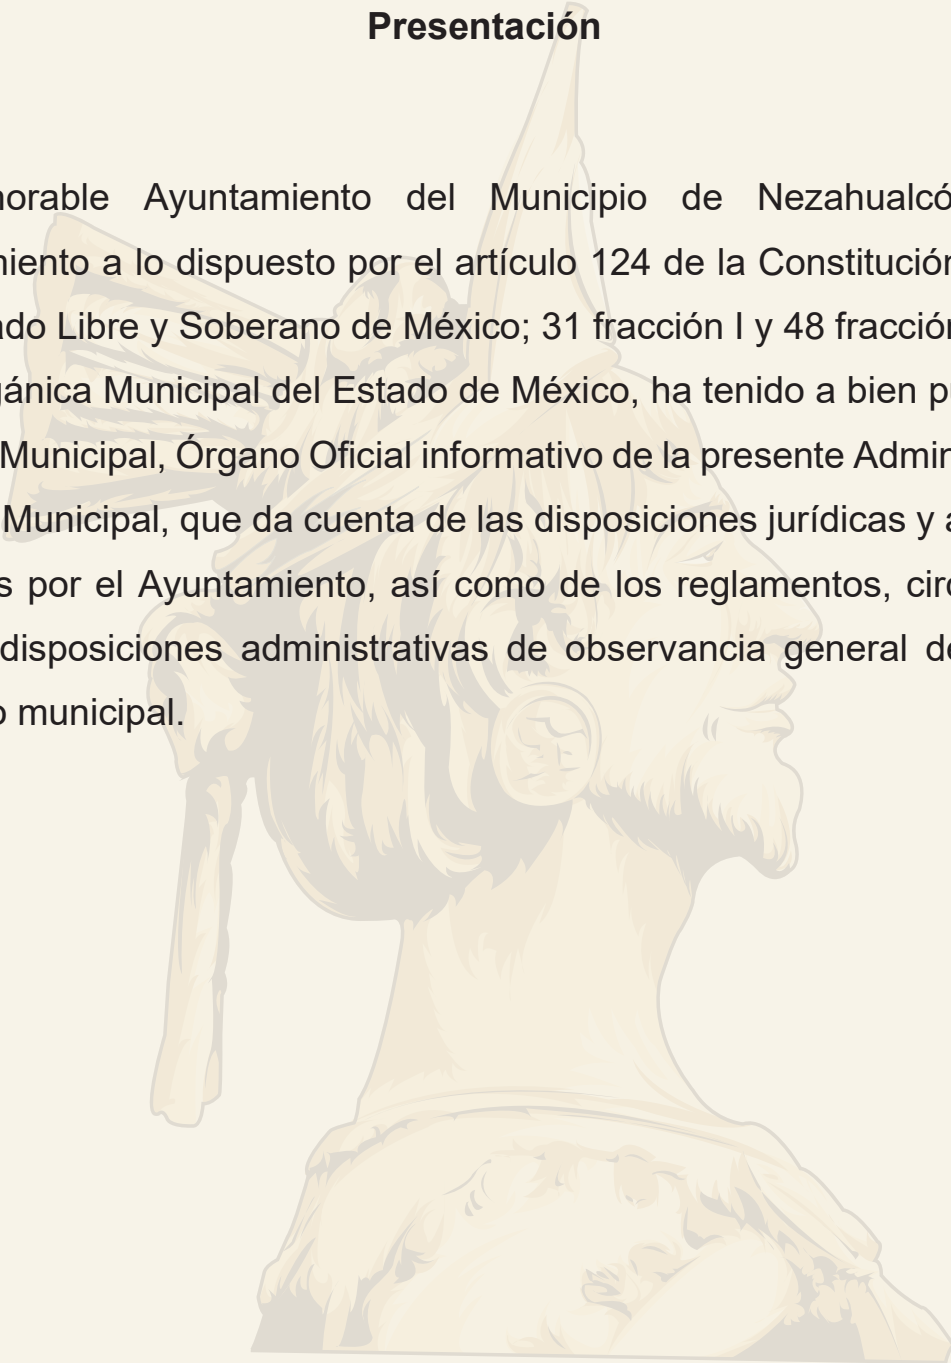 Presentación
norable Ayuntamiento del Municipio de Nezahualcó
niento a lo dispuesto por el artículo 124 de la Constitución
ado Libre y Soberano de México; 31 fracción I y 48 fracción
gánica Municipal del Estado de México, ha tenido a bien p
Municipal, Órgano Oficial informativo de la presente Admin
Municipal, que da cuenta de las disposiciones jurídicas y a
s por el Ayuntamiento, así como de los reglamentos, circ
disposiciones administrativas de observancia general de
o municipal.